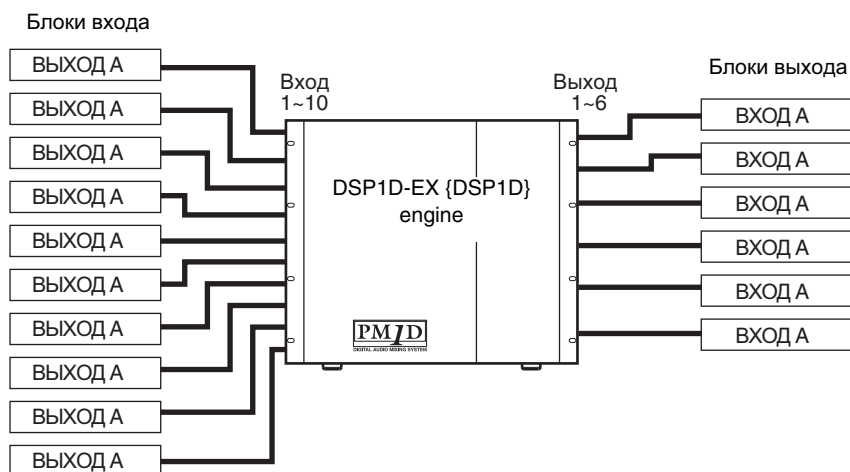 Блоки входа
ВЫХОД A
ВЫХОД A
ВЫХОД A
ВЫХОД A
ВЫХОД A
ВЫХОД A
ВЫХОД A
ВЫХОД A
ВЫХОД A
ВЫХОД A
Вход
1~10
DSP1D-EX {DSP1D}
engine
PM1D
DIGITAL AUDIO MIXING SYSTEM
Выход
1~6
Блоки выхода
ВХОД A
ВХОД A
ВХОД A
ВХОД A
ВХОД A
ВХОД A